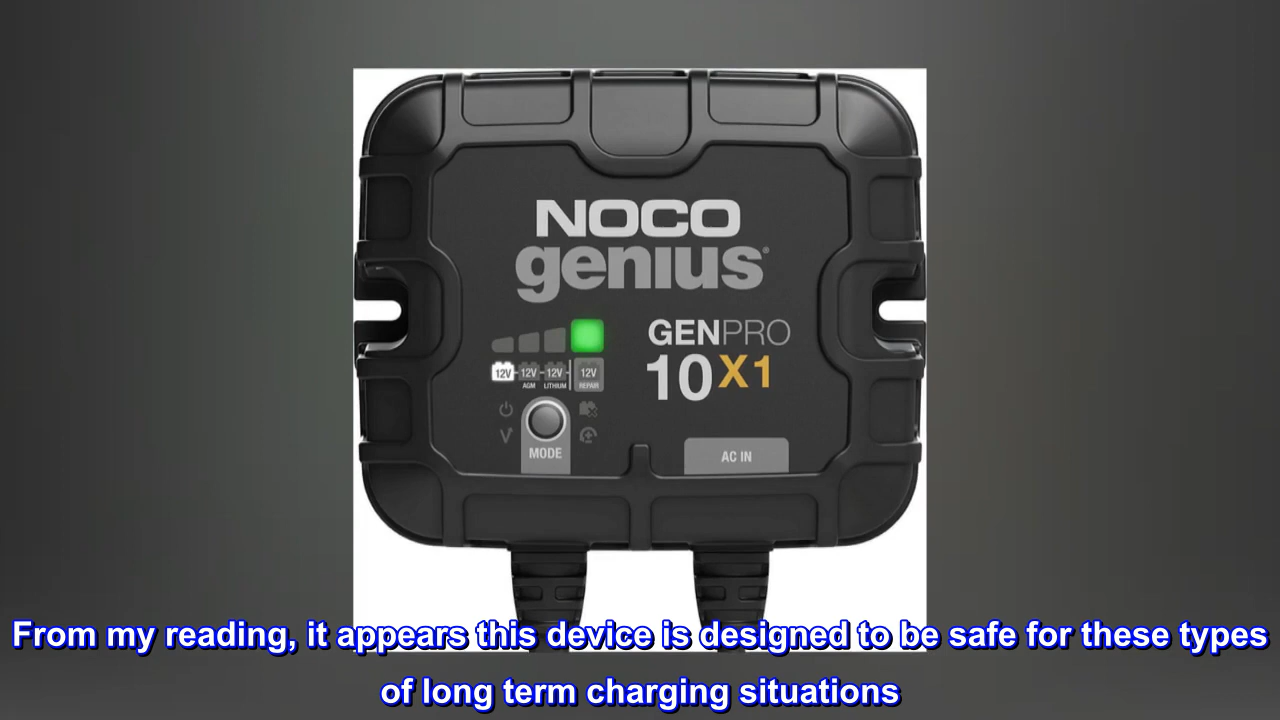 NOCO
genius®
GENPRO
10X1
12V 12V 12V 12V
AGM LITHIUM REPAIR
MODE
AC IN
From my reading, it appears this device is designed to be safe for these types
of long term charging situations